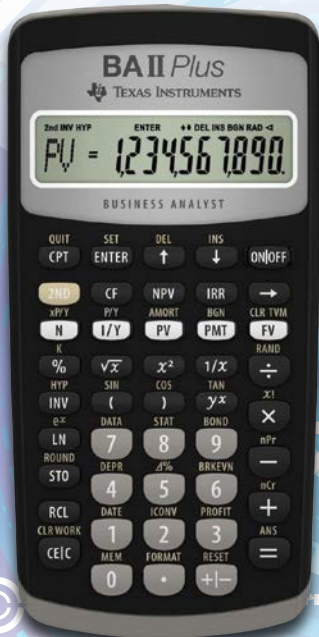 BA II Plus
TEXAS INSTRUMENTS
2nd INV HYP ENTER ↑↓ DEL INS BGN RAD ◁
PV = 1,234,567,890.
BUSINESS ANALYST
QUIT SET DEL INS
CPT ENTER ↑ ↓ ON|OFF
2ND CF NPV IRR →
xP/Y P/Y AMORT BGN CLR TVM
N I/Y PV PMT FV
K RAND
% √x x² 1/x ÷
HYP SIN COS TAN x!
INV ( ) yˣ ×
eˣ DATA STAT BOND nPr
LN 7 8 9 −
ROUND DEPR Δ% BRKEVN nCr
STO 4 5 6 +
DATE ICONV PROFIT
RCL 1 2 3
CLR WORK MEM FORMAT RESET ANS
CE|C 0 . +|− =